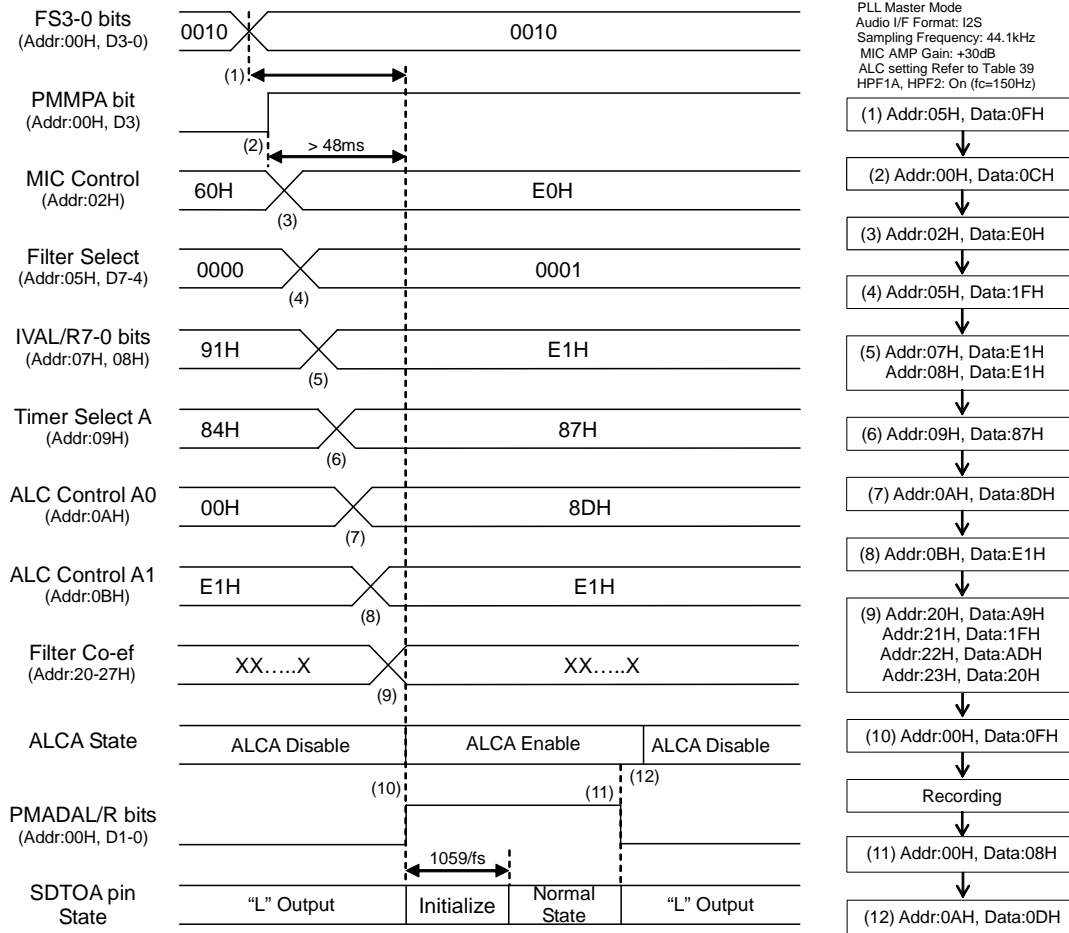 FS3-0 bits
(Addr:00H, D3-0)
0010
0010
(1)
PMMPA bit
(Addr:00H, D3)
(2)
> 48ms
MIC Control
(Addr:02H)
60H
E0H
(3)
Filter Select
(Addr:05H, D7-4)
0000
0001
(4)
IVAL/R7-0 bits
(Addr:07H, 08H)
91H
E1H
(5)
Timer Select A
(Addr:09H)
84H
87H
(6)
ALC Control A0
(Addr:0AH)
00H
8DH
(7)
ALC Control A1
(Addr:0BH)
E1H
E1H
(8)
Filter Co-ef
(Addr:20-27H)
XX.....X
XX.....X
(9)
ALCA State
ALCA Disable
ALCA Enable
ALCA Disable
(10)
(11)
(12)
PMADAL/R bits
(Addr:00H, D1-0)
1059/fs
SDTOA pin
State
“L” Output
Initialize
Normal
State
“L” Output
PLL Master Mode
Audio I/F Format: I2S
Sampling Frequency: 44.1kHz
MIC AMP Gain: +30dB
ALC setting Refer to Table 39
HPF1A, HPF2: On (fc=150Hz)
(1) Addr:05H, Data:0FH
(2) Addr:00H, Data:0CH
(3) Addr:02H, Data:E0H
(4) Addr:05H, Data:1FH
(5) Addr:07H, Data:E1H
Addr:08H, Data:E1H
(6) Addr:09H, Data:87H
(7) Addr:0AH, Data:8DH
(8) Addr:0BH, Data:E1H
(9) Addr:20H, Data:A9H
Addr:21H, Data:1FH
Addr:22H, Data:ADH
Addr:23H, Data:20H
(10) Addr:00H, Data:0FH
Recording
(11) Addr:00H, Data:08H
(12) Addr:0AH, Data:0DH